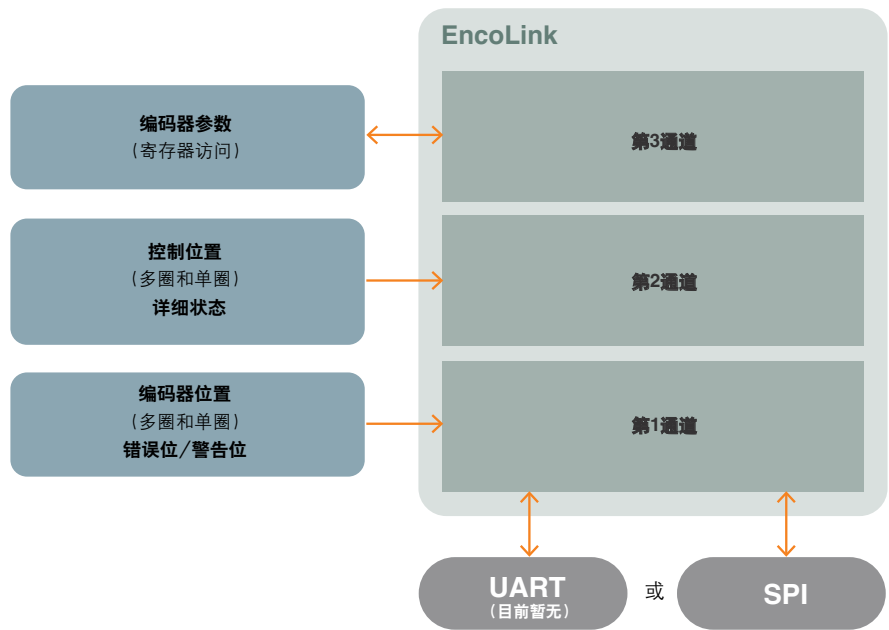 EncoLink
编码器参数
(寄存器访问)
第3通道
控制位置
(多圈和单圈)
详细状态
第2通道
编码器位置
(多圈和单圈)
错误位/警告位
第1通道
UART
(目前暂无)
或
SPI